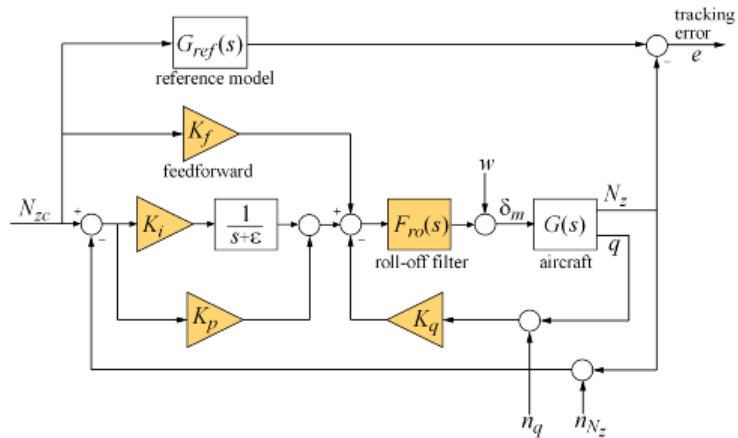 tracking
error
e
G_ref(s)
reference model
−
K_f
feedforward
w
N_zc
+
−
K_i
1
s+ε
+
−
F_ro(s)
roll-off filter
δ_m
G(s)
aircraft
N_z
q
K_p
K_q
n_q
n_N_z